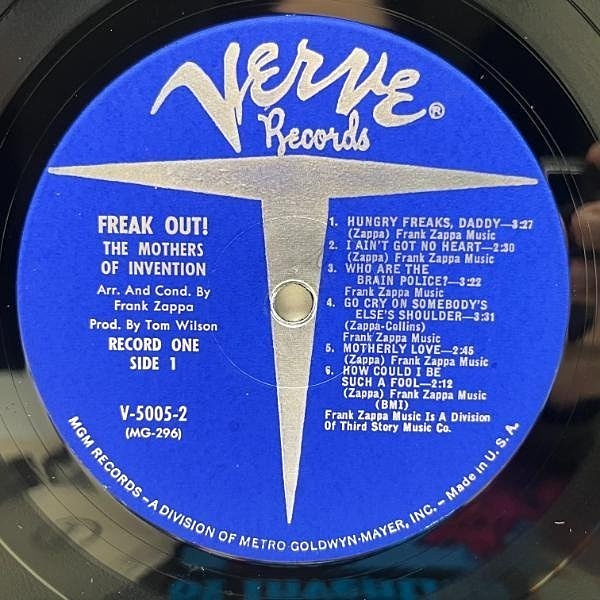 VERVE®
Records
FREAK OUT!
THE MOTHERS
OF INVENTION
Arr. And Cond. By
Frank Zappa
Prod. By Tom Wilson
RECORD ONE
SIDE 1
V-5005-2
(MG-296)
1. HUNGRY FREAKS, DADDY—3:27
(Zappa) Frank Zappa Music
2. I AIN'T GOT NO HEART—2:30
(Zappa) Frank Zappa Music
3. WHO ARE THE
BRAIN POLICE?—3:22
Frank Zappa Music
4. GO CRY ON SOMEBODY'S
ELSE'S SHOULDER—3:31
(Zappa-Collins)
Frank Zappa Music
5. MOTHERLY LOVE—2:45
(Zappa) Frank Zappa Music
6. HOW COULD I BE
SUCH A FOOL—2:12
(Zappa) Frank Zappa Music
(BMI)
Frank Zappa Music Is A Division
Of Third Story Music Co.
MGM RECORDS – A DIVISION OF METRO-GOLDWYN-MAYER, INC. – Made in U. S. A.